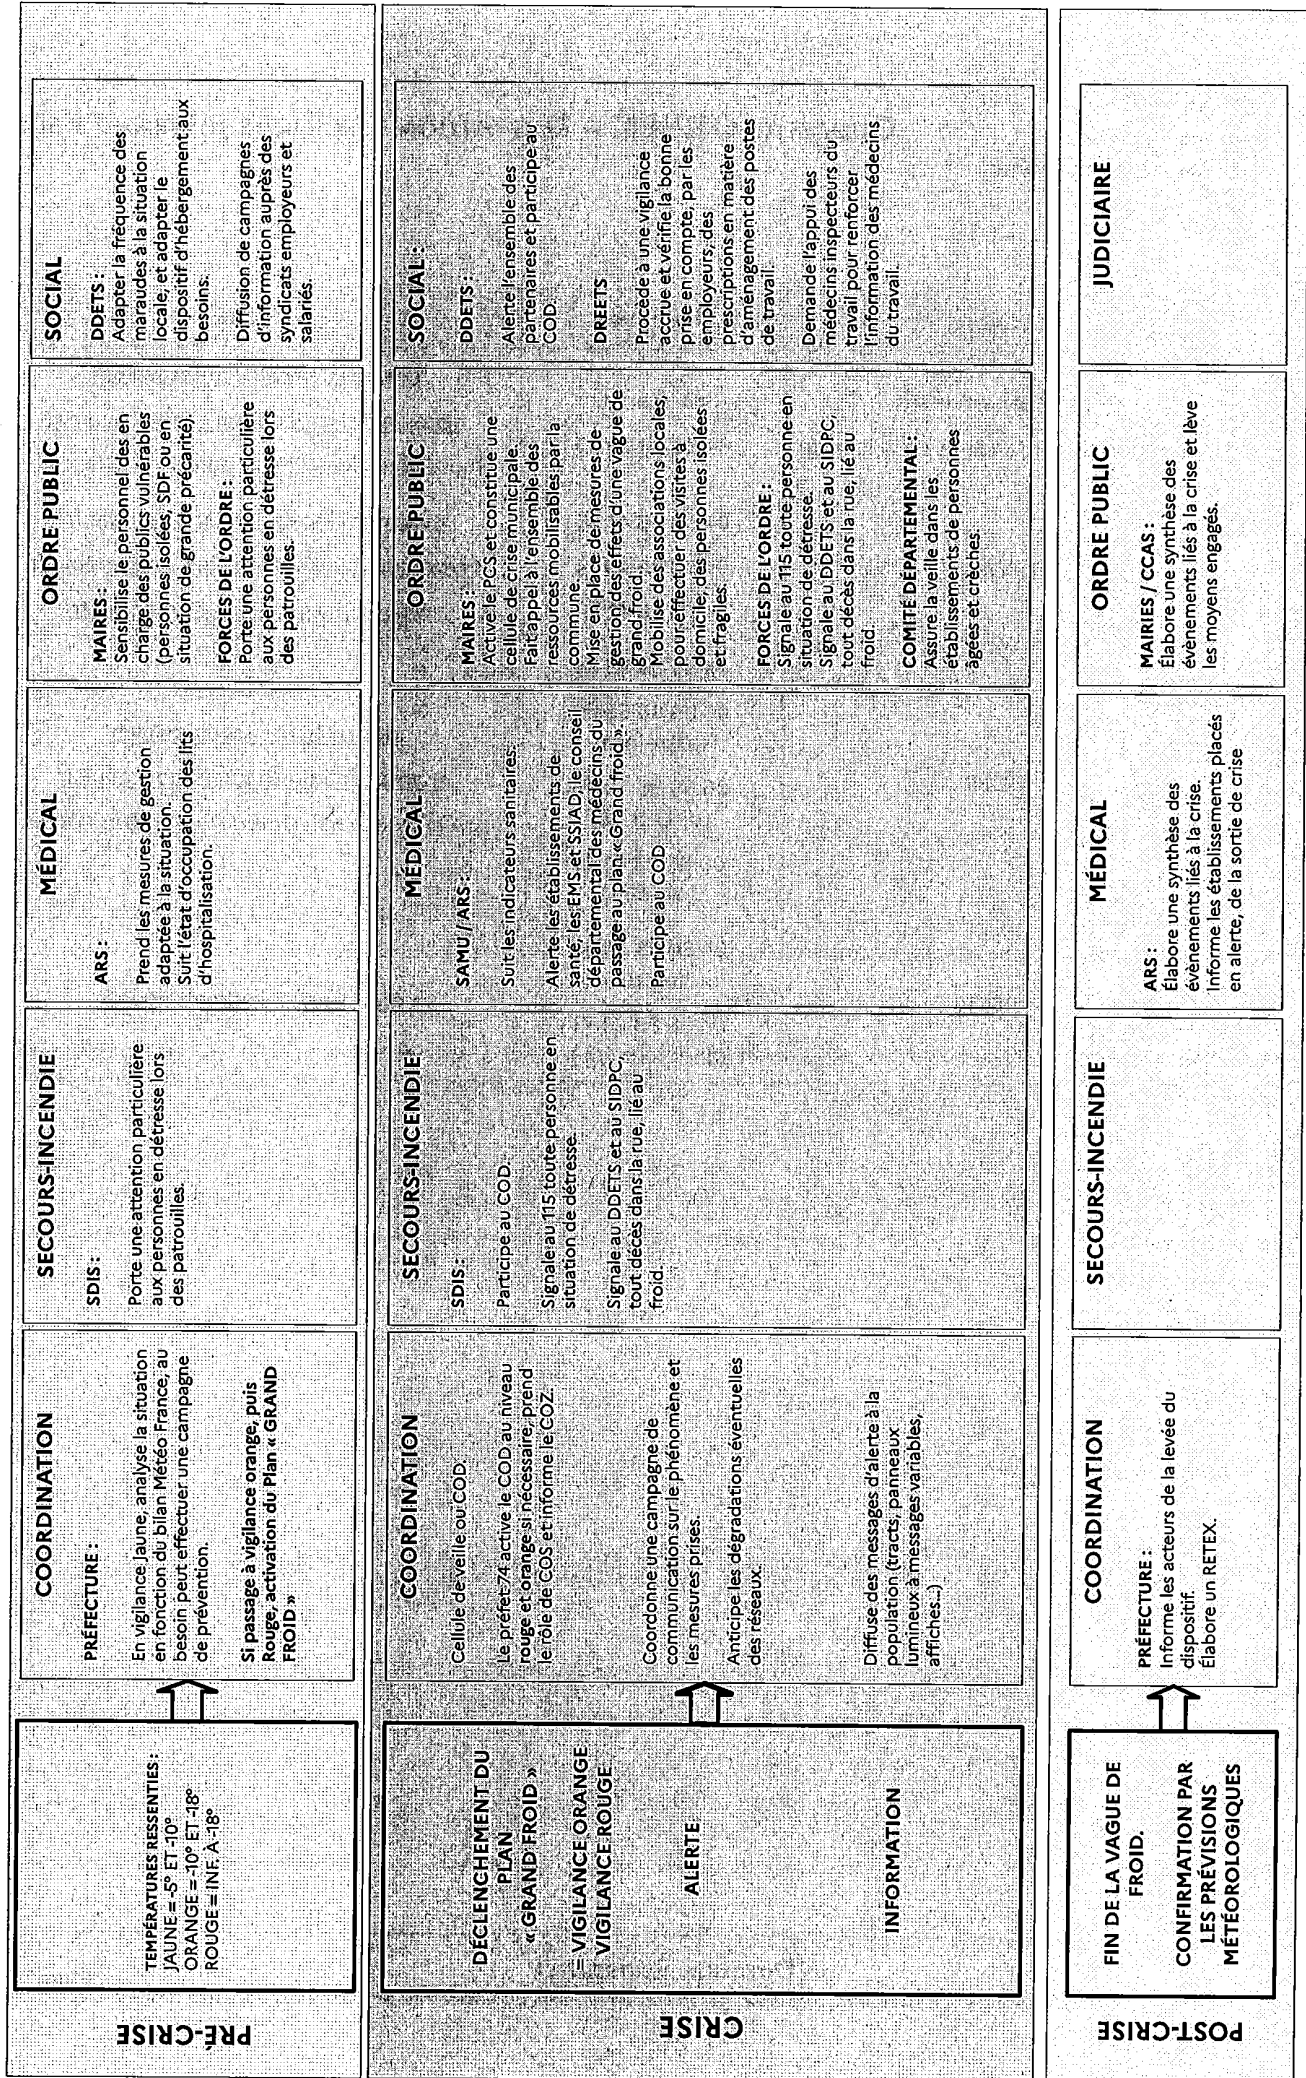 PRÉ-CRISE
TEMPÉRATURES RESSENTIES :
JAUNE = -5° ET -10°
ORANGE = -10° ET -18°
ROUGE = INF. À -18°
COORDINATION
PRÉFECTURE :
En vigilance Jaune, analyse la situation
en fonction du bilan Météo France, au
besoin peut effectuer une campagne
de prévention.
Si passage à vigilance orange, puis
Rouge, activation du Plan « GRAND
FROID »
SECOURS-INCENDIE
SDIS :
Porte une attention particulière
aux personnes en détresse lors
des patrouilles.
MÉDICAL
ARS :
Prend les mesures de gestion
adaptée à la situation.
Suit l'état d'occupation des lits
d'hospitalisation.
ORDRE PUBLIC
MAIRES :
Sensibilise le personnel des en
charge des publics vulnérables
(personnes isolées, SDF ou en
situation de grande précarité).
FORCES DE L'ORDRE :
Porte une attention particulière
aux personnes en détresse lors
des patrouilles.
SOCIAL
DDETS :
Adapter la fréquence des
maraudes à la situation
locale, et adapter le
dispositif d'hébergement aux
besoins.
Diffusion de campagnes
d'information auprès des
syndicats employeurs et
salariés.
CRISE
DÉCLENCHEMENT DU
PLAN
« GRAND FROID »
= VIGILANCE ORANGE
VIGILANCE ROUGE
ALERTE
INFORMATION
COORDINATION
Cellule de veille ou COD.
Le préfet 74 active le COD au niveau
rouge et orange si nécessaire, prend
le rôle de COS et informe le COZ.
Coordonne une campagne de
communication sur le phénomène et
les mesures prises.
Anticipe les dégradations éventuelles
des réseaux.
Diffuse des messages d'alerte à la
population (tracts, panneaux
lumineux à messages variables,
affiches...)
SECOURS-INCENDIE
SDIS :
Participe au COD.
Signale au 115 toute personne en
situation de détresse.
Signale au DDETS et au SIDPC,
tout décès dans la rue, lié au
froid.
MÉDICAL
SAMU / ARS :
Suit les indicateurs sanitaires.
Alerte les établissements de
santé, les EMS et SSIAD, le conseil
départemental des médecins du
passage au plan « Grand froid ».
Participe au COD
ORDRE PUBLIC
MAIRES :
Active le PCS et constitue une
cellule de crise municipale.
Fait appel à l'ensemble des
ressources mobilisables par la
commune.
Mise en place de mesures de
gestion des effets d'une vague de
grand froid.
Mobilise des associations locales,
pour effectuer des visites à
domicile, des personnes isolées
et fragiles.
FORCES DE L'ORDRE :
Signale au 115 toute personne en
situation de détresse.
Signale au DDETS et au SIDPC,
tout décès dans la rue, lié au
froid.
COMITÉ DÉPARTEMENTAL :
Assure la veille dans les
établissements de personnes
âgées et crèches.
SOCIAL :
DDETS :
Alerte l'ensemble des
partenaires et participe au
COD.
DREETS
Procède à une vigilance
accrue et vérifie la bonne
prise en compte, par les
employeurs, des
prescriptions en matière
d'aménagement des postes
de travail.
Demande l'appui des
médecins inspecteurs du
travail pour renforcer
l'information des médecins
du travail.
POST-CRISE
FIN DE LA VAGUE DE
FROID.
CONFIRMATION PAR
LES PRÉVISIONS
MÉTÉOROLOGIQUES
COORDINATION
PRÉFECTURE :
Informe les acteurs de la levée du
dispositif.
Élabore un RETEX.
SECOURS-INCENDIE
MÉDICAL
ARS :
Élabore une synthèse des
évènements liés à la crise.
Informe les établissements placés
en alerte, de la sortie de crise
ORDRE PUBLIC
MAIRIES / CCAS :
Élabore une synthèse des
évènements liés à la crise et lève
les moyens engagés.
JUDICIAIRE